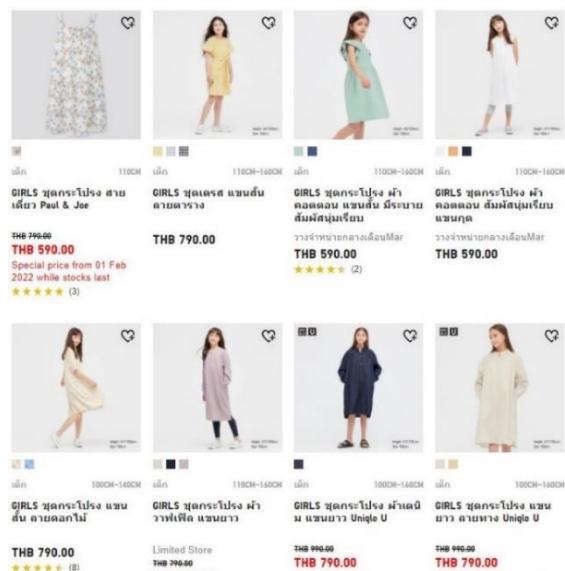 เด็ก 110CM
GIRLS ชุดกระโปรง สาย
เดี่ยว Paul & Joe
THB 790.00
THB 590.00
Special price from 01 Feb
2022 while stocks last
(3)
เด็ก 110CM-160CM
GIRLS ชุดเดรส แขนสั้น
ลายตาราง
THB 790.00
เด็ก 110CM-160CM
GIRLS ชุดกระโปรง ผ้า
คอตตอน แขนสั้น มีระบาย
สัมผัสนุ่มเรียบ
วางจำหน่ายกลางเดือนMar
THB 590.00
(2)
เด็ก 110CM-160CM
GIRLS ชุดกระโปรง ผ้า
คอตตอน สัมผัสนุ่มเรียบ
แขนกุด
วางจำหน่ายกลางเดือนMar
THB 590.00
เด็ก 100CM-140CM
GIRLS ชุดกระโปรง แขน
สั้น ลายดอกไม้
THB 790.00
(8)
เด็ก 110CM-160CM
GIRLS ชุดกระโปรง ผ้า
วาฟเฟิล แขนยาว
Limited Store
THB 790.00
U
เด็ก 100CM-160CM
GIRLS ชุดกระโปรง ผ้าเดนิ
ม แขนยาว Uniqlo U
THB 990.00
THB 790.00
U
เด็ก 100CM-160CM
GIRLS ชุดกระโปรง แขน
ยาว ลายทาง Uniqlo U
THB 990.00
THB 790.00